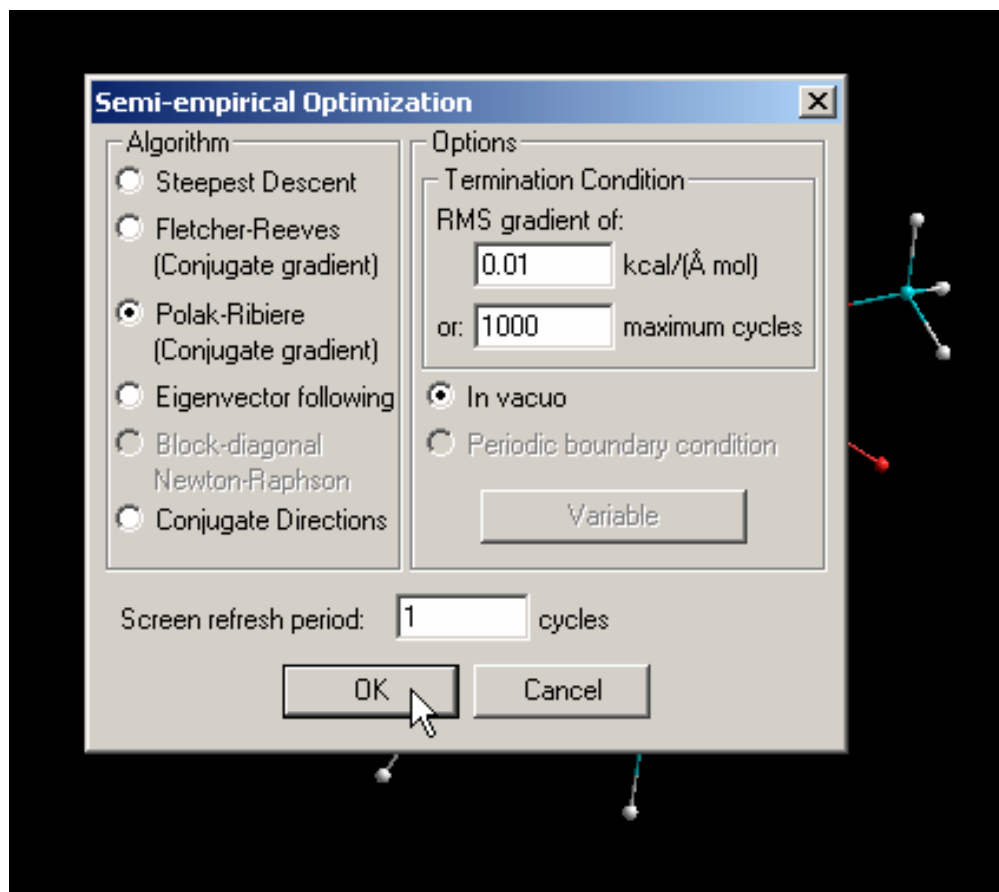 Semi-empirical Optimization
Algorithm
Steepest Descent
Fletcher-Reeves
(Conjugate gradient)
Polak-Ribiere
(Conjugate gradient)
Eigenvector following
Block-diagonal
Newton-Raphson
Conjugate Directions
Options
Termination Condition
RMS gradient of:
0.01 kcal/(Å mol)
or: 1000 maximum cycles
In vacuo
Periodic boundary condition
Variable
Screen refresh period: 1 cycles
OK Cancel